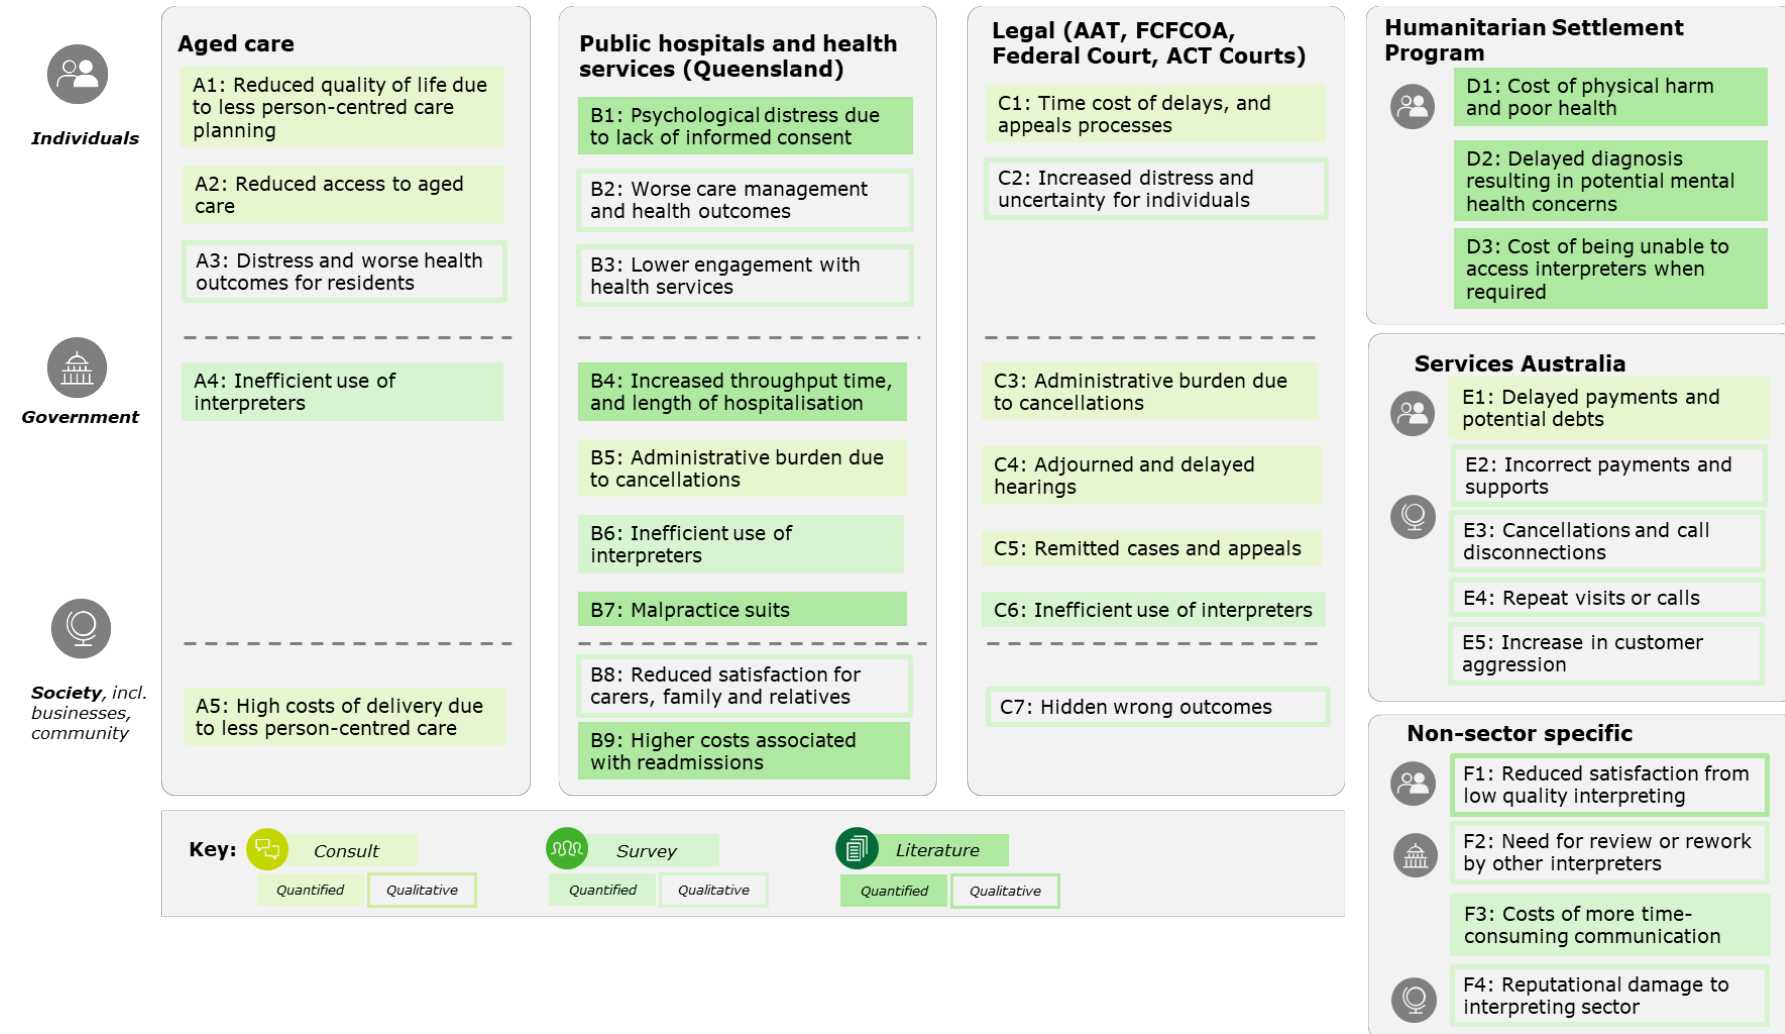 Individuals
Government
Society, incl.
businesses,
community
Aged care
A1: Reduced quality of life due
to less person-centred care
planning
A2: Reduced access to aged
care
A3: Distress and worse health
outcomes for residents
A4: Inefficient use of
interpreters
A5: High costs of delivery due
to less person-centred care
Public hospitals and health
services (Queensland)
B1: Psychological distress due
to lack of informed consent
B2: Worse care management
and health outcomes
B3: Lower engagement with
health services
B4: Increased throughput time,
and length of hospitalisation
B5: Administrative burden due
to cancellations
B6: Inefficient use of
interpreters
B7: Malpractice suits
B8: Reduced satisfaction for
carers, family and relatives
B9: Higher costs associated
with readmissions
Legal (AAT, FCFCOA,
Federal Court, ACT Courts)
C1: Time cost of delays, and
appeals processes
C2: Increased distress and
uncertainty for individuals
C3: Administrative burden due
to cancellations
C4: Adjourned and delayed
hearings
C5: Remitted cases and appeals
C6: Inefficient use of interpreters
C7: Hidden wrong outcomes
Humanitarian Settlement
Program
D1: Cost of physical harm
and poor health
D2: Delayed diagnosis
resulting in potential mental
health concerns
D3: Cost of being unable to
access interpreters when
required
Services Australia
E1: Delayed payments and
potential debts
E2: Incorrect payments and
supports
E3: Cancellations and call
disconnections
E4: Repeat visits or calls
E5: Increase in customer
aggression
Non-sector specific
F1: Reduced satisfaction from
low quality interpreting
F2: Need for review or rework
by other interpreters
F3: Costs of more time-
consuming communication
F4: Reputational damage to
interpreting sector
Key:
Consult
Quantified
Qualitative
Survey
Quantified
Qualitative
Literature
Quantified
Qualitative